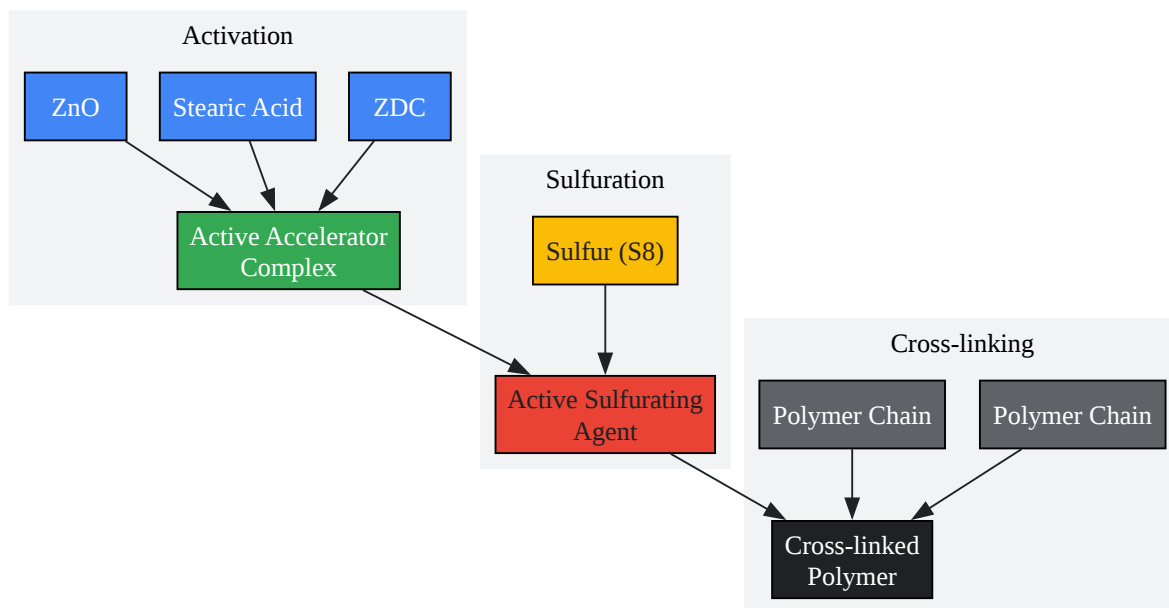 Activation
ZnO
Stearic Acid
ZDC
Active Accelerator
Complex
Sulfuration
Sulfur (S8)
Active Sulfurating
Agent
Cross-linking
Polymer Chain
Polymer Chain
Cross-linked
Polymer